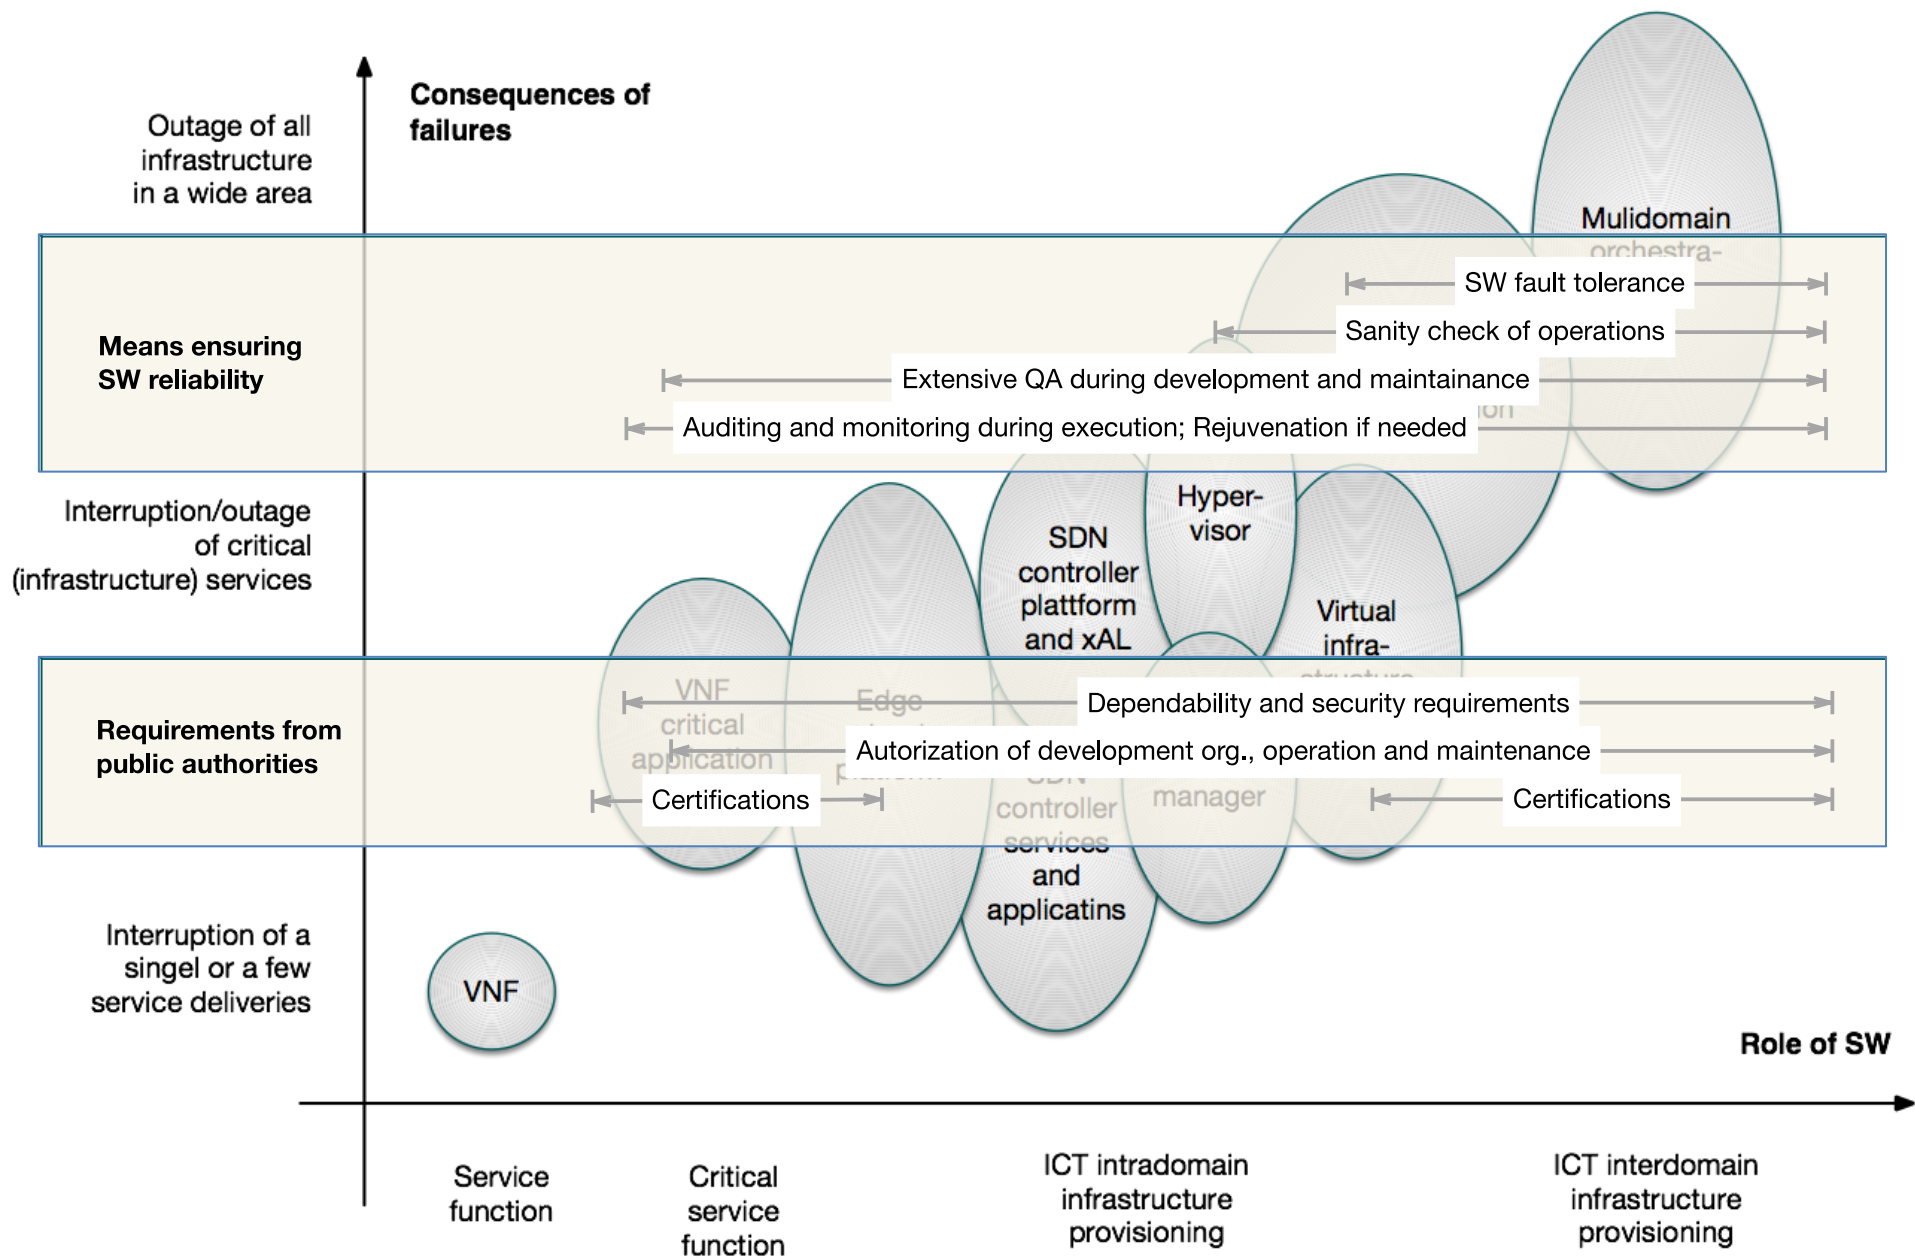 Consequences of
failures
Outage of all
infrastructure
in a wide area
Mulidomain
orchestra-
Means ensuring
SW reliability
SW fault tolerance
Sanity check of operations
Extensive QA during development and maintainance
Auditing and monitoring during execution; Rejuvenation if needed
Interruption/outage
of critical
(infrastructure) services
Hyper-
visor
SDN
controller
plattform
and xAL
Virtual
infra-
structure
VNF
critical
application
Edge
Requirements from
public authorities
Dependability and security requirements
Autorization of development org., operation and maintenance
Certifications
Certifications
manager
SDN
controller
services
and
applicatins
Interruption of a
singel or a few
service deliveries
VNF
Role of SW
Service
function
Critical
service
function
ICT intradomain
infrastructure
provisioning
ICT interdomain
infrastructure
provisioning